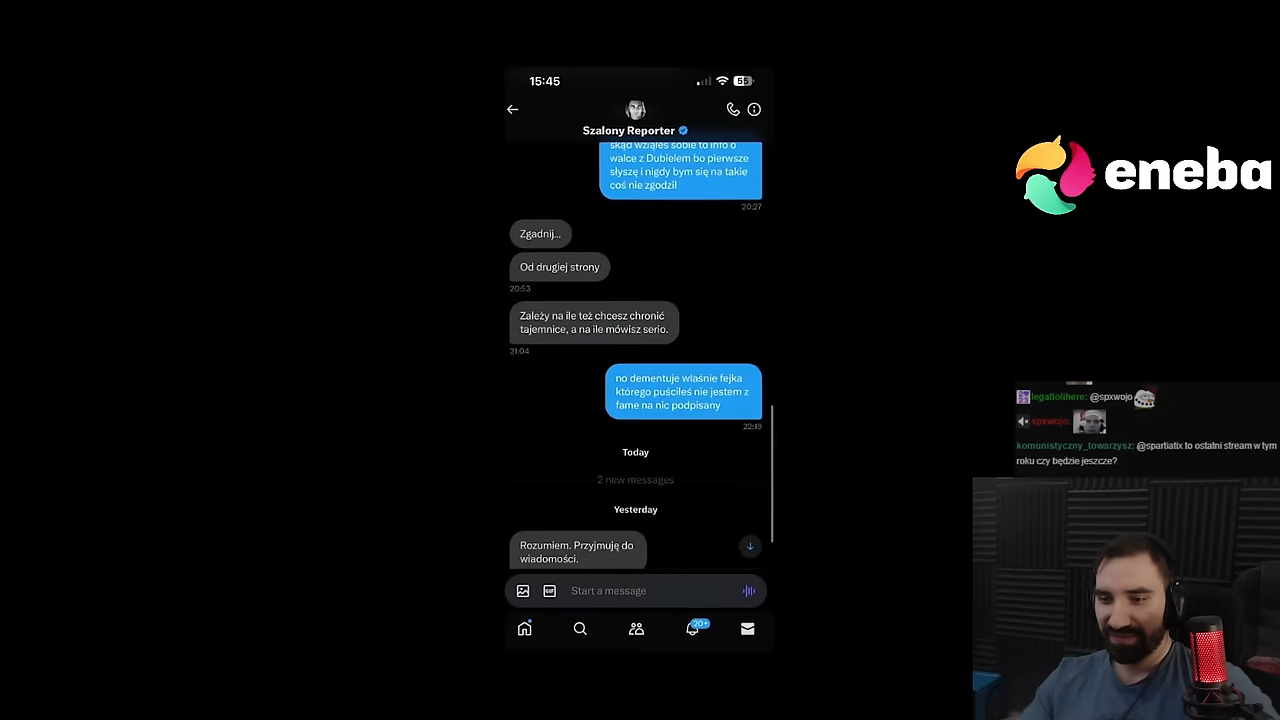 15:45
55
Szalony Reporter
skąd wziąłeś sobie to info o
walce z Dubielem bo pierwsze
słyszę i nigdy bym się na takie
coś nie zgodził
20:27
Zgadnij...
Od drugiej strony
20:53
Zależy na ile też chcesz chronić
tajemnice, a na ile mówisz serio.
21:04
no dementuje właśnie fejka
którego puściłeś nie jestem z
fame na nic podpisany
22:19
Today
2 new messages
Yesterday
Rozumiem. Przyjmuję do
wiadomości.
GIF
Start a message
20+
eneba
legallolihere: @spxwojo
spxwojo:
komunistyczny_towarzysz: @spartiatix to ostatni stream w tym
roku czy będzie jeszcze?